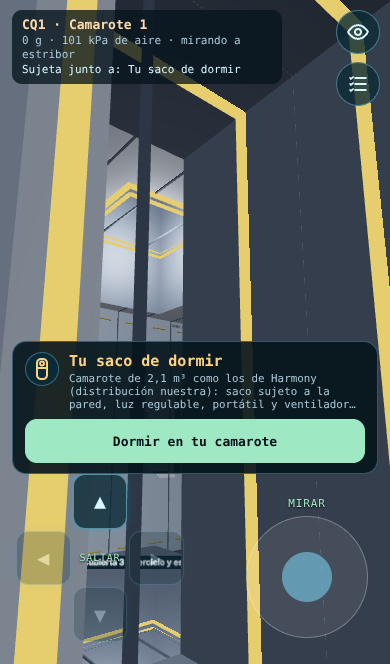 CQ1 · Camarote 1
0 g · 101 kPa de aire · mirando a
estribor
Sujeta junto a: Tu saco de dormir
Tu saco de dormir
Camarote de 2,1 m³ como los de Harmony
(distribución nuestra): saco sujeto a la
pared, luz regulable, portátil y ventilador…
Dormir en tu camarote
MIRAR
SALTAR